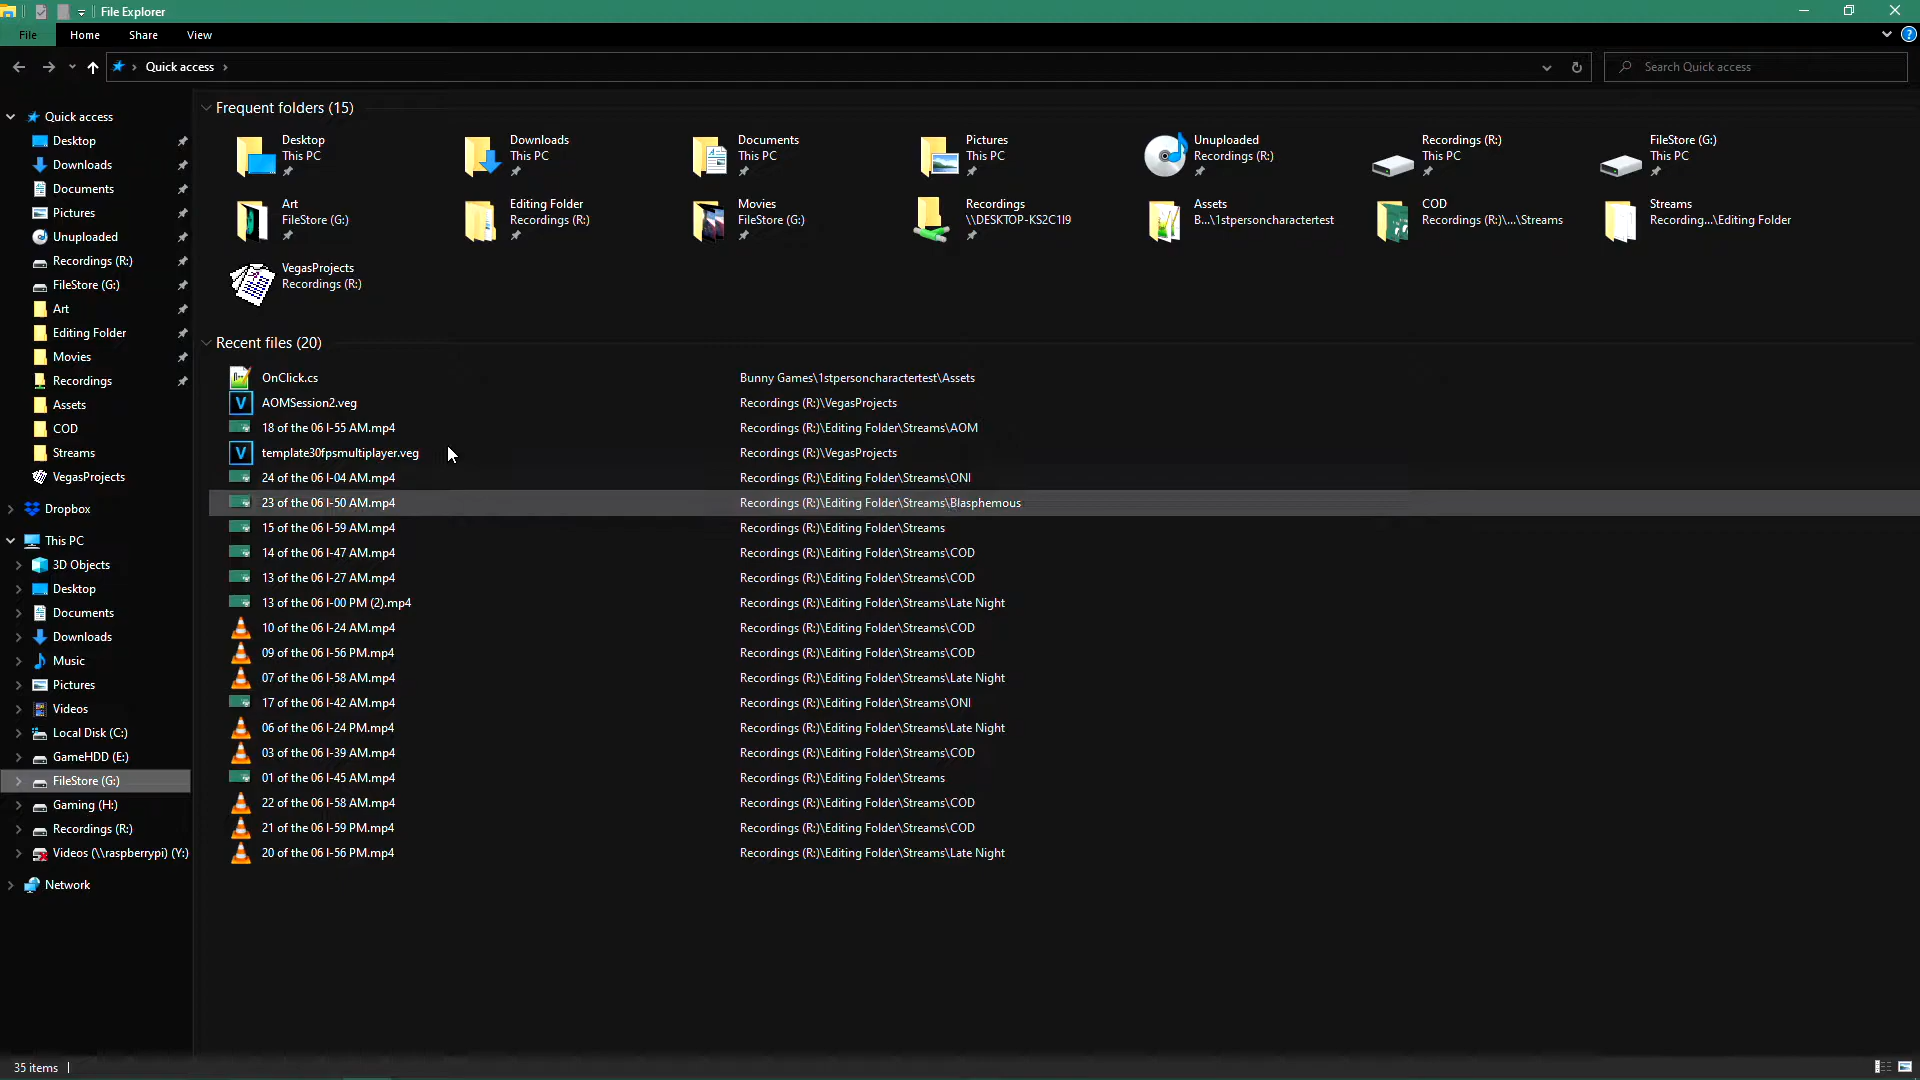 File Explorer
File Home Share View
Quick access
Search Quick access
Quick access
Desktop
Downloads
Documents
Pictures
Unuploaded
Recordings (R:)
FileStore (G:)
Art
Editing Folder
Movies
Recordings
Assets
COD
Streams
VegasProjects
Dropbox
This PC
3D Objects
Desktop
Documents
Downloads
Music
Pictures
Videos
Local Disk (C:)
GameHDD (E:)
FileStore (G:)
Gaming (H:)
Recordings (R:)
Videos (\\raspberrypi) (Y:)
Network
Frequent folders (15)
Desktop
This PC
Downloads
This PC
Documents
This PC
Pictures
This PC
Unuploaded
Recordings (R:)
Recordings (R:)
This PC
FileStore (G:)
This PC
Art
FileStore (G:)
Editing Folder
Recordings (R:)
Movies
FileStore (G:)
Recordings
\\DESKTOP-KS2C1I9
Assets
B...\1stpersoncharactertest
COD
Recordings (R:)\...\Streams
Streams
Recording...\Editing Folder
VegasProjects
Recordings (R:)
Recent files (20)
OnClick.cs Bunny Games\1stpersoncharactertest\Assets
AOMSession2.veg Recordings (R:)\VegasProjects
18 of the 06 I-55 AM.mp4 Recordings (R:)\Editing Folder\Streams\AOM
template30fpsmultiplayer.veg Recordings (R:)\VegasProjects
24 of the 06 I-04 AM.mp4 Recordings (R:)\Editing Folder\Streams\ONI
23 of the 06 I-50 AM.mp4 Recordings (R:)\Editing Folder\Streams\Blasphemous
15 of the 06 I-59 AM.mp4 Recordings (R:)\Editing Folder\Streams
14 of the 06 I-47 AM.mp4 Recordings (R:)\Editing Folder\Streams\COD
13 of the 06 I-27 AM.mp4 Recordings (R:)\Editing Folder\Streams\COD
13 of the 06 I-00 PM (2).mp4 Recordings (R:)\Editing Folder\Streams\Late Night
10 of the 06 I-24 AM.mp4 Recordings (R:)\Editing Folder\Streams\COD
09 of the 06 I-56 PM.mp4 Recordings (R:)\Editing Folder\Streams\COD
07 of the 06 I-58 AM.mp4 Recordings (R:)\Editing Folder\Streams\Late Night
17 of the 06 I-42 AM.mp4 Recordings (R:)\Editing Folder\Streams\ONI
06 of the 06 I-24 PM.mp4 Recordings (R:)\Editing Folder\Streams\Late Night
03 of the 06 I-39 AM.mp4 Recordings (R:)\Editing Folder\Streams\COD
01 of the 06 I-45 AM.mp4 Recordings (R:)\Editing Folder\Streams
22 of the 06 I-58 AM.mp4 Recordings (R:)\Editing Folder\Streams\COD
21 of the 06 I-59 PM.mp4 Recordings (R:)\Editing Folder\Streams\COD
20 of the 06 I-56 PM.mp4 Recordings (R:)\Editing Folder\Streams\Late Night
35 items